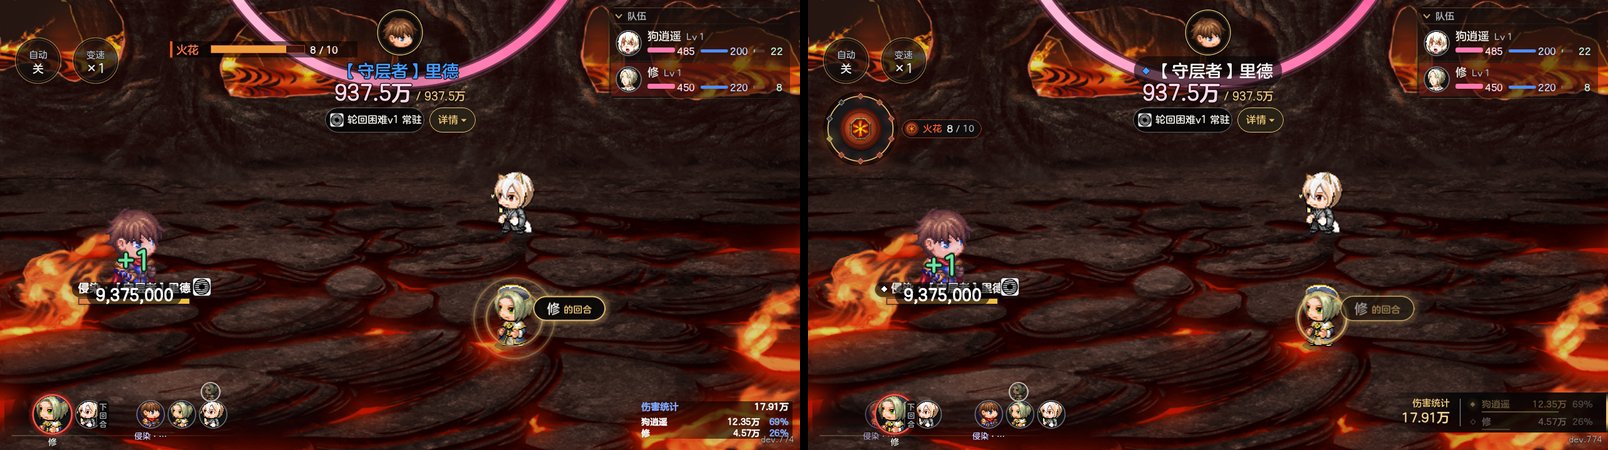 自动
关
变速
×1
火花
8 / 10
【守层者】里德
937.5万 / 937.5万
轮回困难v1 常驻
详情
队伍
狗逍遥 Lv 1
485 200 22
修 Lv 1
450 220 8
+1
9,375,000
修 的回合
下回合
修
侵染 · ...
伤害统计 17.91万
狗逍遥 12.35万 69%
修 4.57万 26%
dev.774
自动
关
变速
×1
火花 8 / 10
【守层者】里德
937.5万 / 937.5万
轮回困难v1 常驻
详情
队伍
狗逍遥 Lv 1
485 200 22
修 Lv 1
450 220 8
+1
9,375,000
修 的回合
下回合
侵染 ·
修
侵染 · ...
伤害统计
17.91万
狗逍遥 12.35万 69%
修 4.57万 26%
dev.774